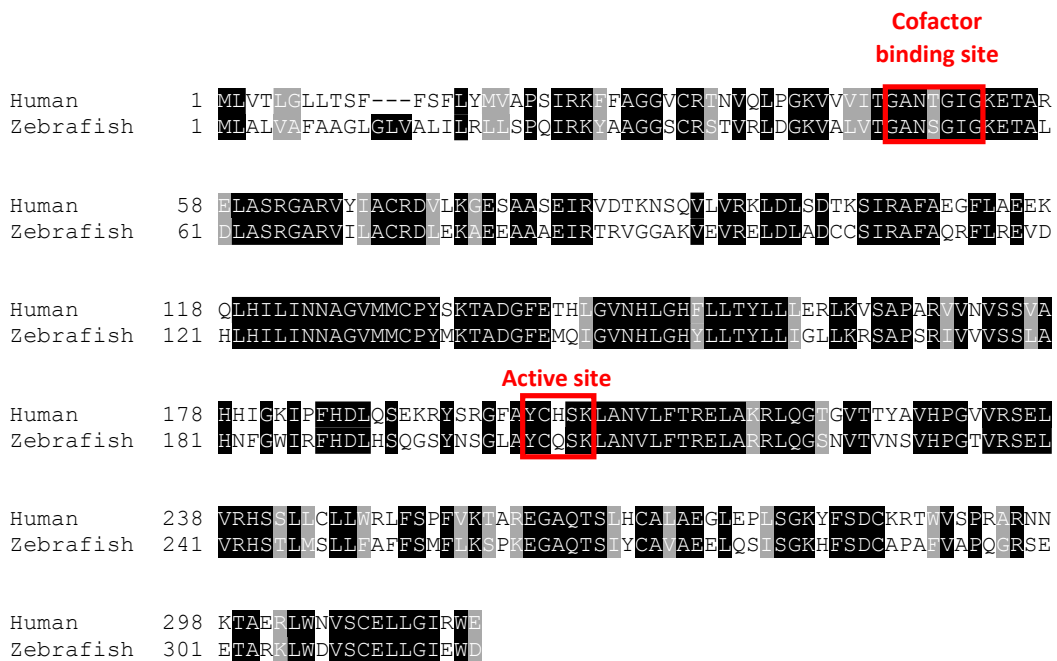 Cofactor
binding site
Human 1 MLVTLGLLTSF---FSFLYMVAPSIRKFFAGGVCRTNVQLPGKVVVITGANTGIGKETAR
Zebrafish 1 MLALVAFAAGLGLVALILRLLSPQIRKYAAGGSCRSTVRLDGKVALVTGANSGIGKETAL
Human 58 ELASRGARVYIACRDVLKGESAASEIRVDTKNSQVLVRKLDLSDTKSIRAFAEGFLAEEK
Zebrafish 61 DLASRGARVILACRDLEKAEEAAAEIRTRVGGAKVEVRELDLADCCSIRAFAQRFLREVD
Human 118 QLHILINNAGVMMCPYSKTADGFETHLGVNHLGHFLLTYLLLERLKVSAPARVVNVSSVA
Zebrafish 121 HLHILINNAGVMMCPYMKTADGFEMQIGVNHLGHYLLTYLLIGLLKRSAPSRIVVVSSLA
Active site
Human 178 HHIGKIPFHDLQSEKRYSRGFAYCHSKLANVLFTRELAKRLQGTGVTTYAVHPGVVRSEL
Zebrafish 181 HNFGWIRFHDLHSQGSYNSGLAYCQSKLANVLFTRELARRLQGSNVTVNSVHPGTVRSEL
Human 238 VRHSSLLCLLWRLFSPFVKTAREGAQTSLHCALAEGLEPLSGKYFSDCKRTWVSPRARNN
Zebrafish 241 VRHSTLMSLLFAFFSMFLKSPKEGAQTSIYCAVAEELQSISGKHFSDCAPAFVAPQGRSE
Human 298 KTAERLWNVSCELLGIRWE
Zebrafish 301 ETARKLWDVSCELLGIEWD